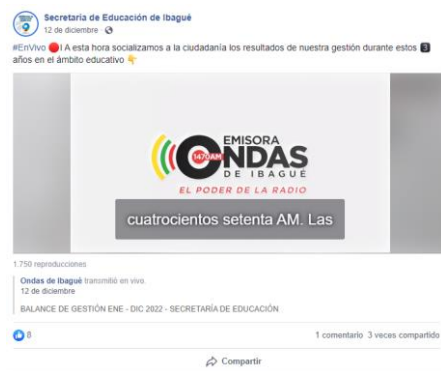 Secretaría de Educación de Ibagué
12 de diciembre ·
#EnVivo 🔴I A esta hora socializamos a la ciudadanía los resultados de nuestra gestión durante estos 3️⃣
años en el ámbito educativo 👇
EMISORA
1470AM ONDAS
DE IBAGUÉ
EL PODER DE LA RADIO
cuatrocientos setenta AM. Las
1.750 reproducciones
Ondas de Ibagué transmitió en vivo.
12 de diciembre
BALANCE DE GESTIÓN ENE - DIC 2022 - SECRETARÍA DE EDUCACIÓN
8
1 comentario 3 veces compartido
Compartir